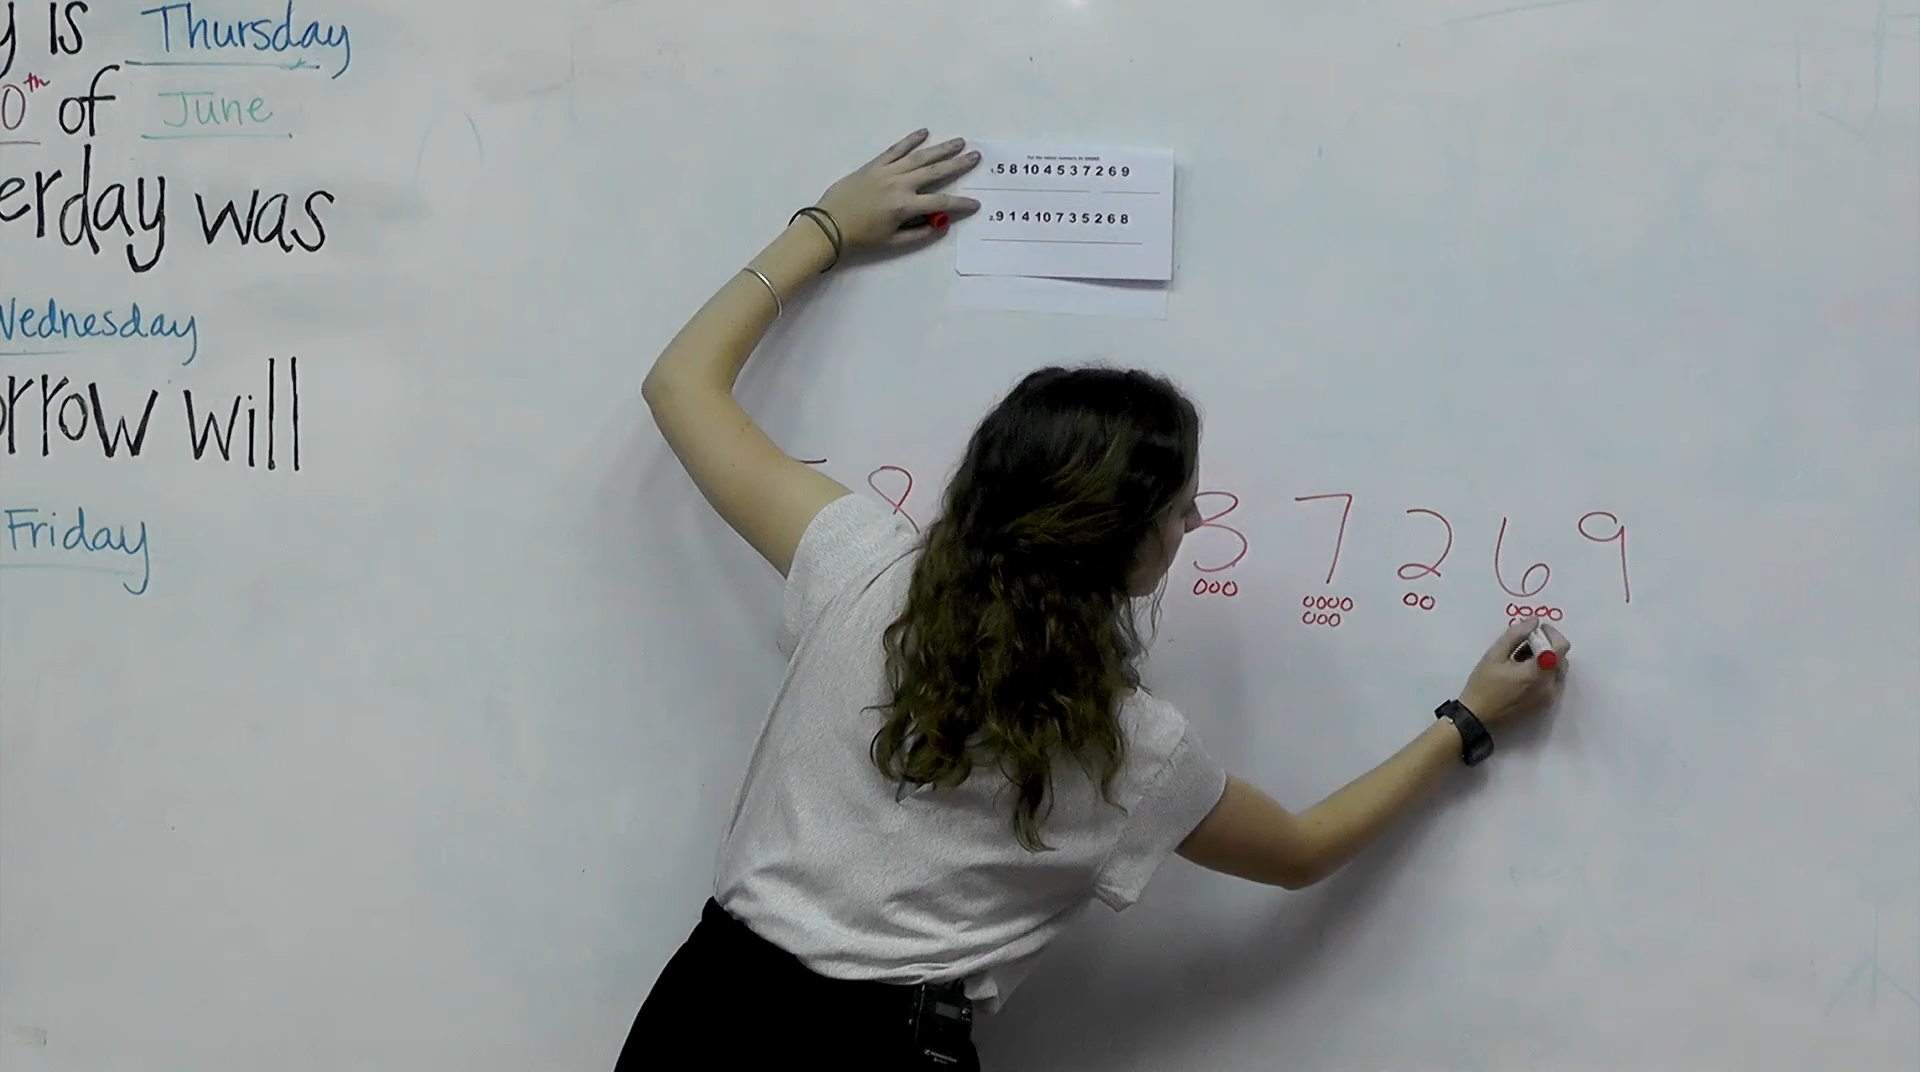 y is Thursday
0th of June
erday was
Wednesday
orrow will
Friday
Put the mixed numbers in ORDER
1. 5 8 10 4 5 3 7 2 6 9
2. 9 1 4 10 7 3 5 2 6 8
8 3 7 2 6 9